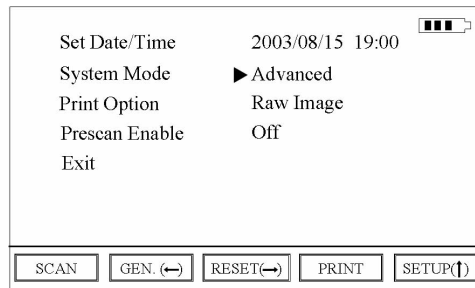 Set Date/Time 2003/08/15 19:00
System Mode ▶ Advanced
Print Option Raw Image
Prescan Enable Off
Exit
SCAN GEN. (←) RESET(→) PRINT SETUP(↑)